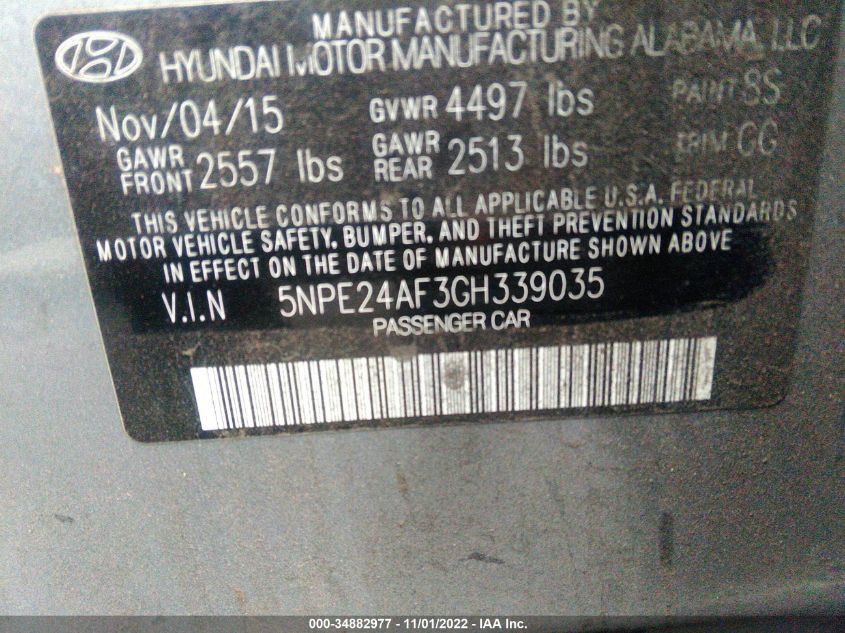 MANUFACTURED BY
HYUNDAI MOTOR MANUFACTURING ALABAMA, LLC
Nov/04/15 GVWR 4497 lbs PAINT 8S
GAWR FRONT 2557 lbs GAWR REAR 2513 lbs TRIM GG
THIS VEHICLE CONFORMS TO ALL APPLICABLE U.S.A. FEDERAL
MOTOR VEHICLE SAFETY, BUMPER, AND THEFT PREVENTION STANDARDS
IN EFFECT ON THE DATE OF MANUFACTURE SHOWN ABOVE
V.I.N 5NPE24AF3GH339035
PASSENGER CAR
000-34882977 - 11/01/2022 - IAA Inc.